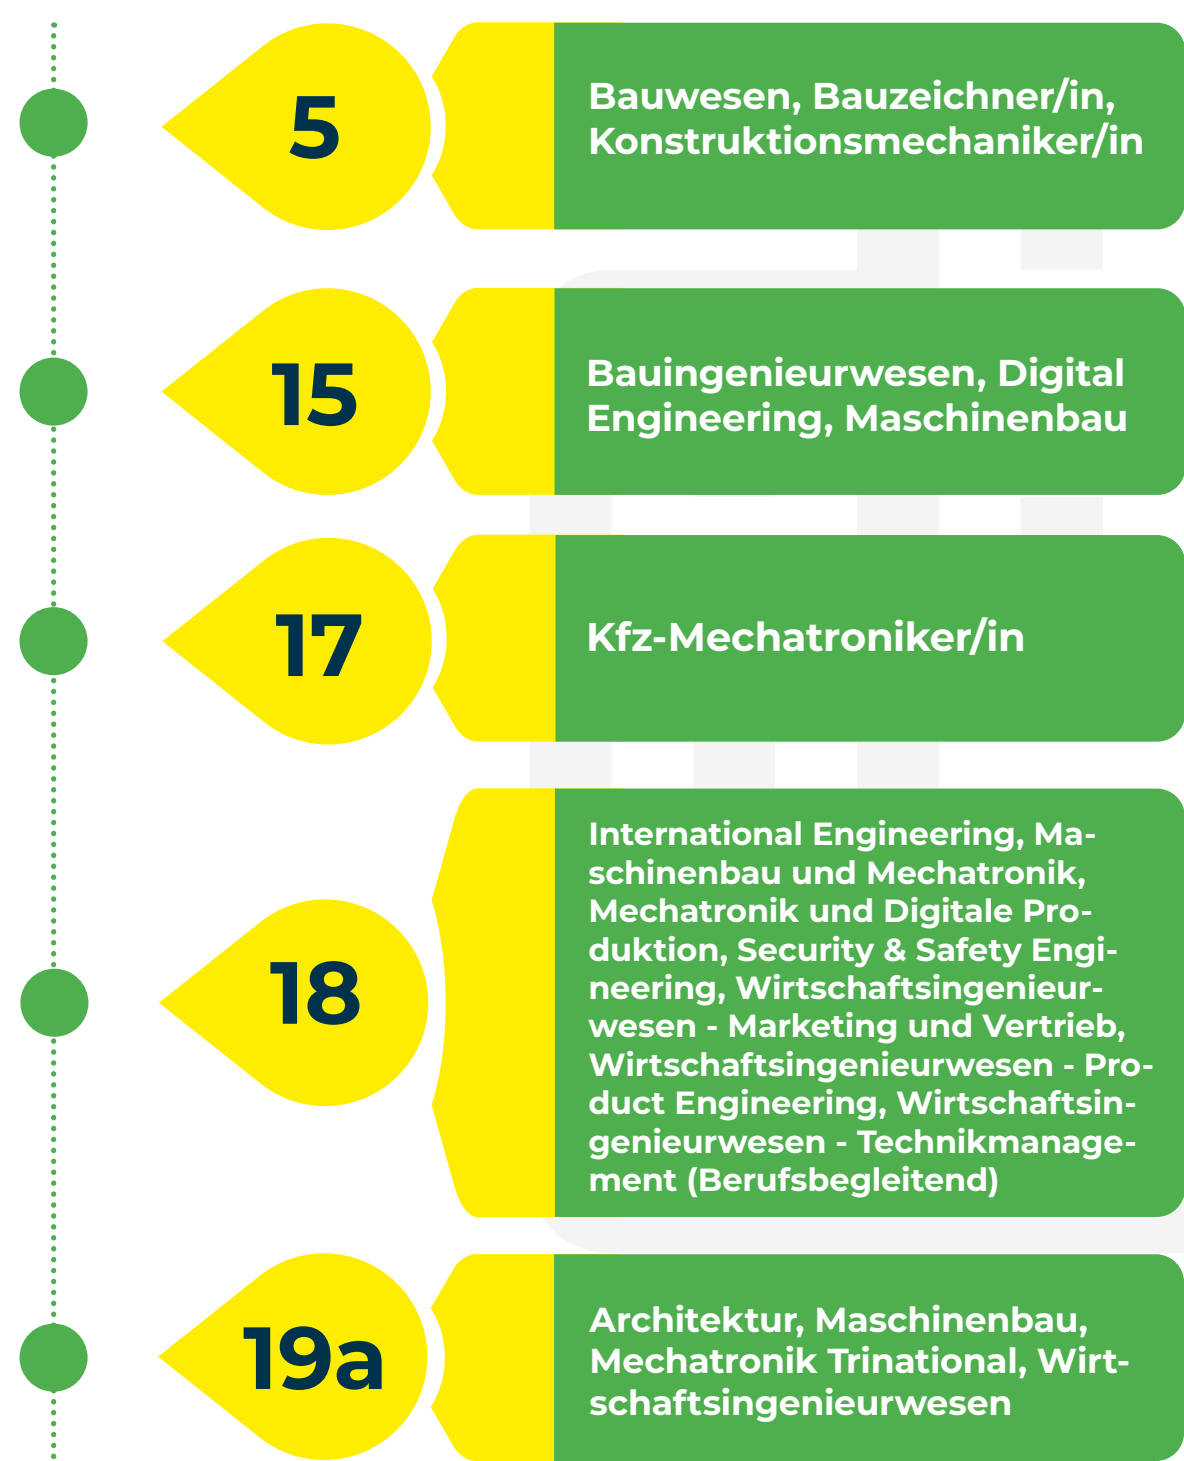 5
Bauwesen, Bauzeichner/in,
Konstruktionsmechaniker/in
15
Bauingenieurwesen, Digital
Engineering, Maschinenbau
17
Kfz-Mechatroniker/in
18
International Engineering, Ma-
schinenbau und Mechatronik,
Mechatronik und Digitale Pro-
duktion, Security & Safety Engi-
neering, Wirtschaftsingenieur-
wesen - Marketing und Vertrieb,
Wirtschaftsingenieurwesen - Pro-
duct Engineering, Wirtschaftsin-
genieurwesen - Technikmanage-
ment (Berufsbegleitend)
19a
Architektur, Maschinenbau,
Mechatronik Trinational, Wirt-
schaftsingenieurwesen